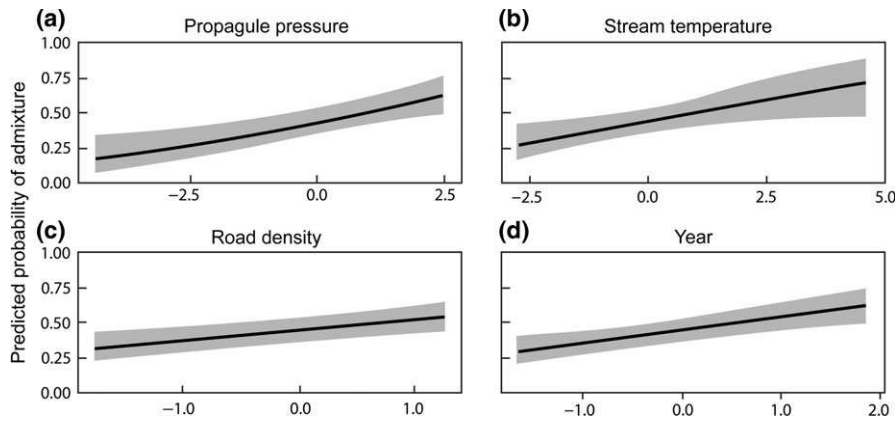 (a) Propagule pressure
(b) Stream temperature
Predicted probability of admixture
1.00
0.75
0.50
0.25
0.00
−2.5 0.0 2.5
−2.5 0.0 2.5 5.0
(c) Road density
(d) Year
1.00
0.75
0.50
0.25
0.00
−1.0 0.0 1.0
−1.0 0.0 1.0 2.0